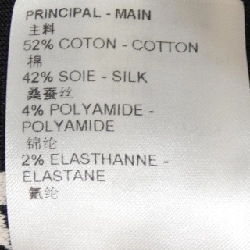 PRINCIPAL - MAIN
主料
52% COTON - COTTON
棉
42% SOIE - SILK
桑蚕丝
4% POLYAMIDE -
POLYAMIDE
锦纶
2% ELASTHANNE -
ELASTANE
氨纶